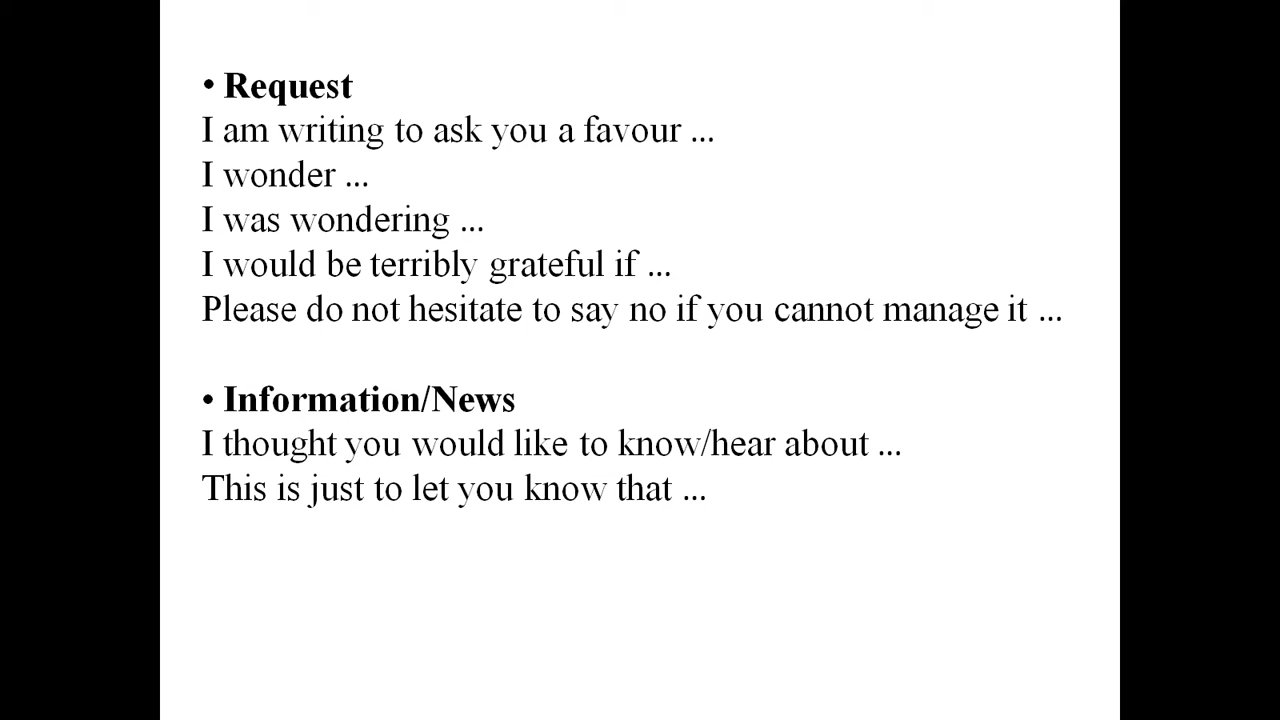 • Request
I am writing to ask you a favour ...
I wonder ...
I was wondering ...
I would be terribly grateful if ...
Please do not hesitate to say no if you cannot manage it ...
• Information/News
I thought you would like to know/hear about ...
This is just to let you know that ...